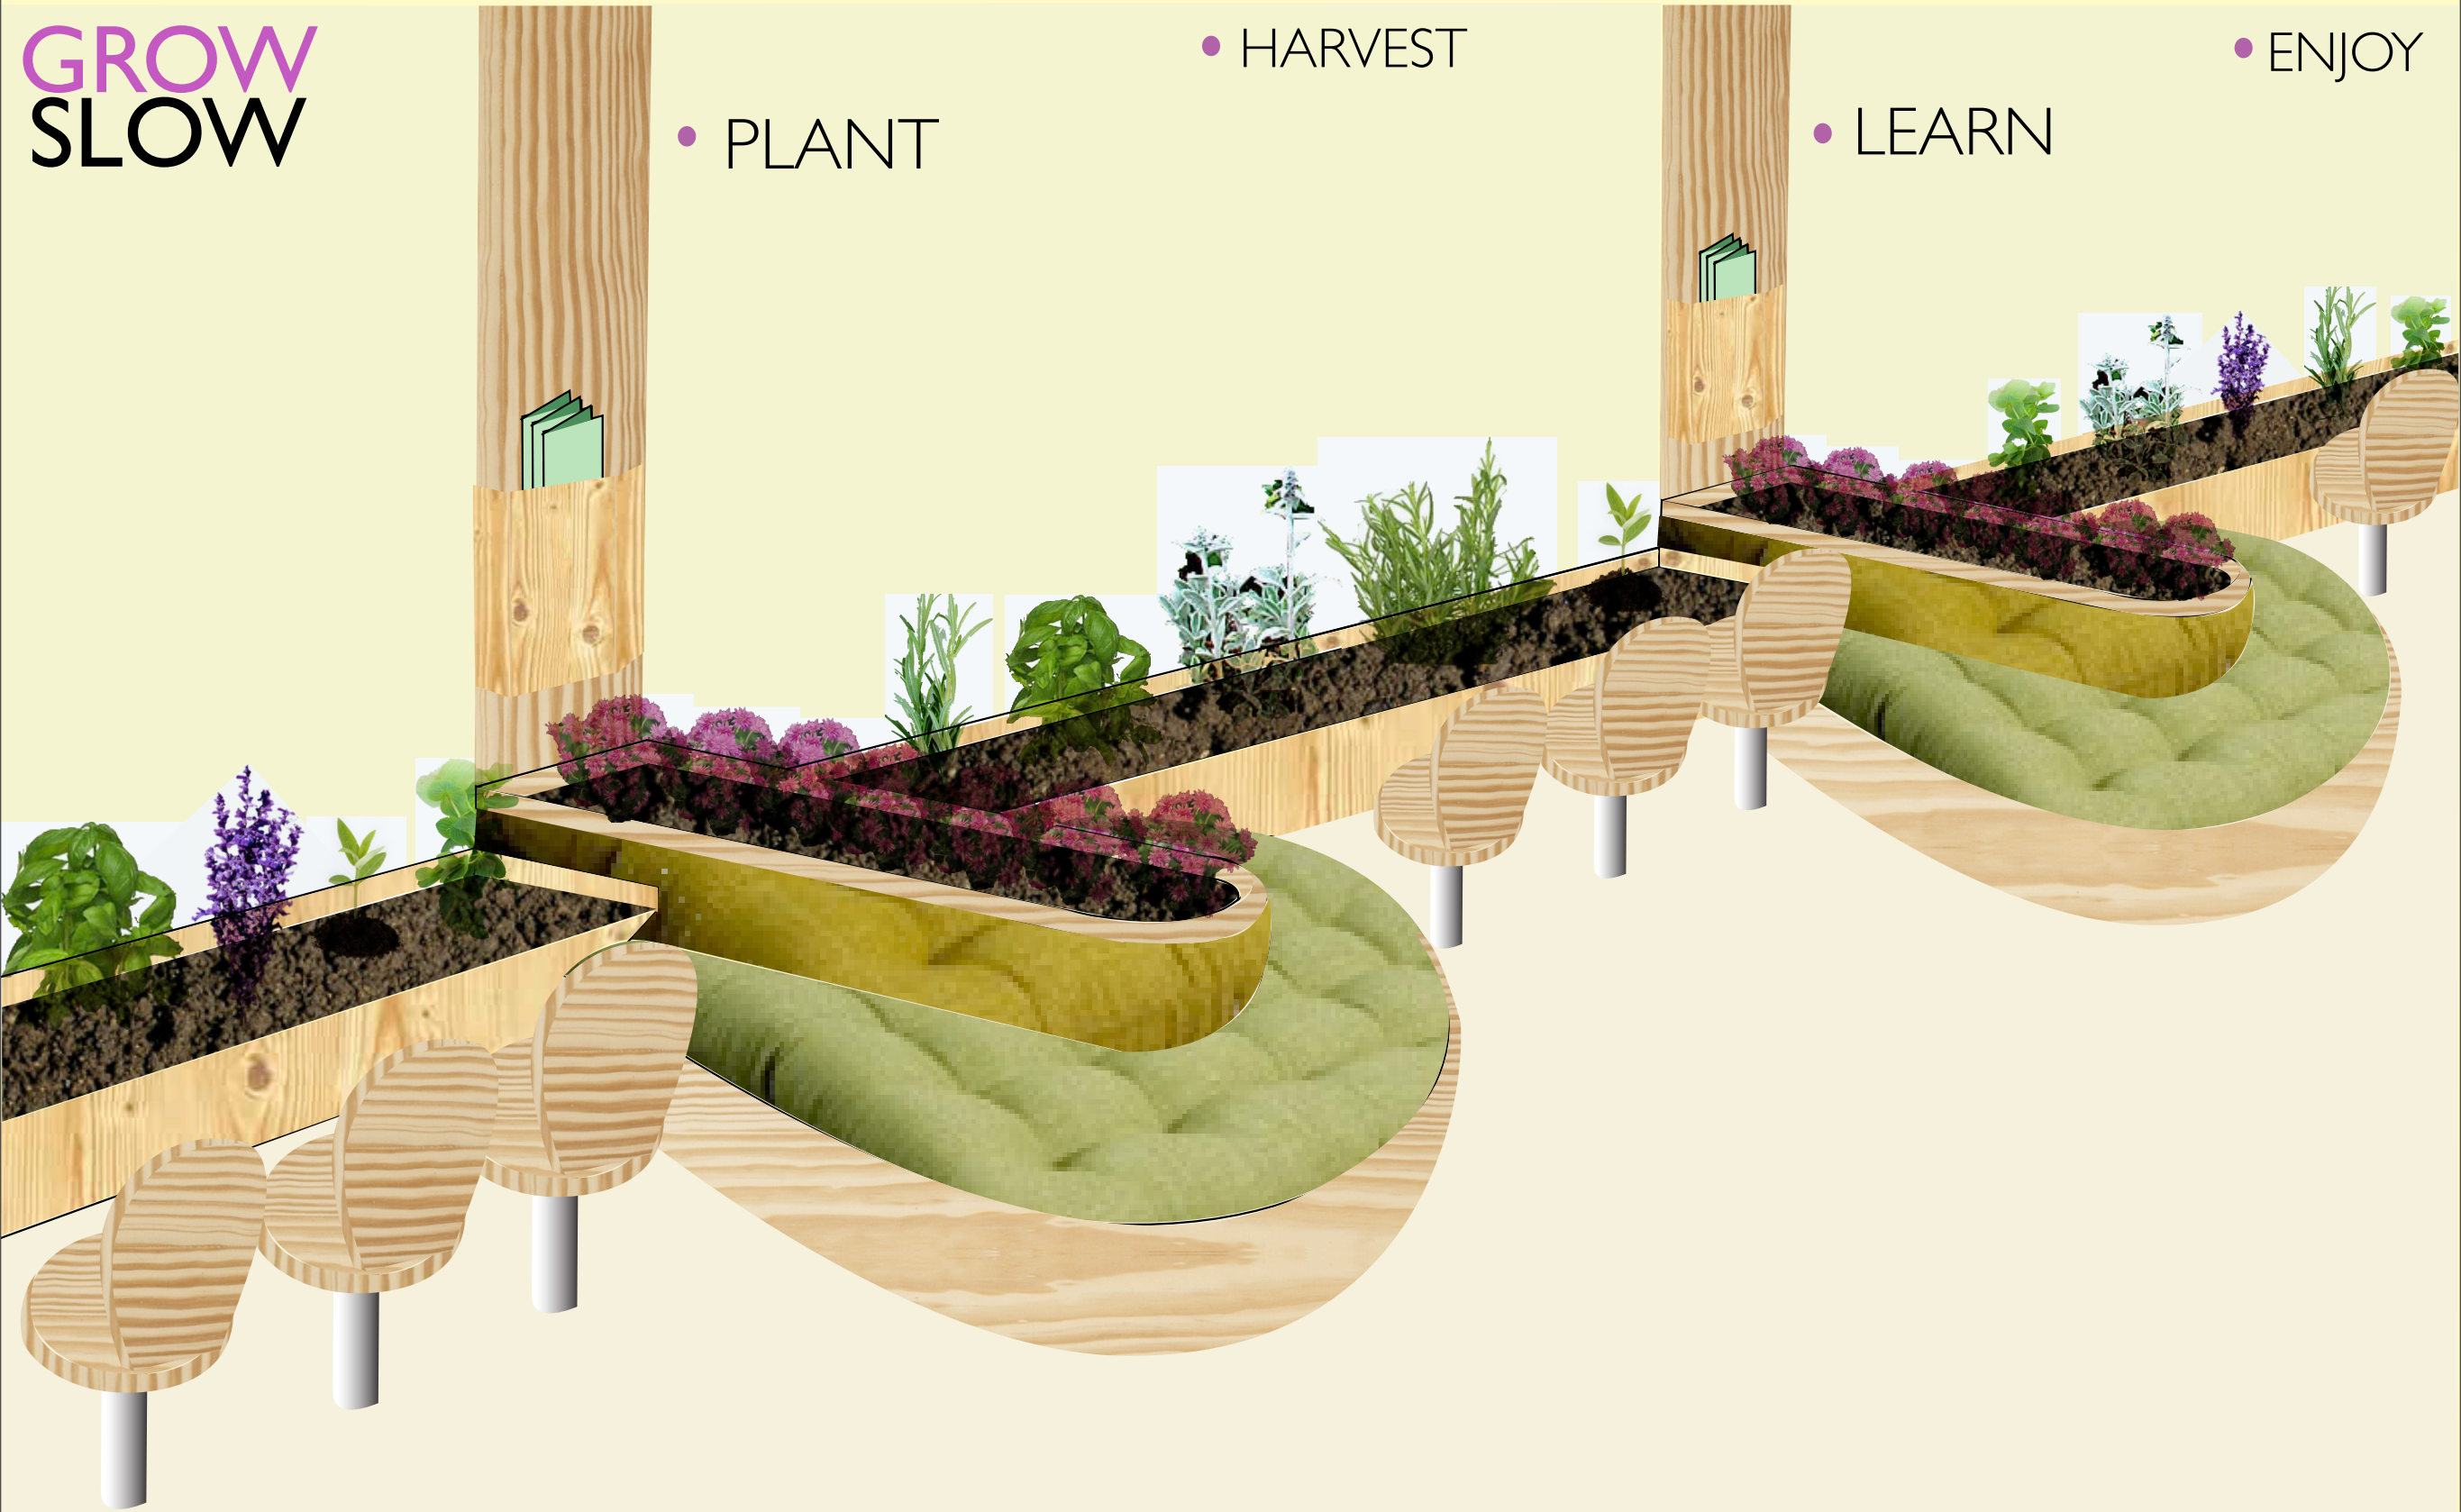 GROW
SLOW
• PLANT
• HARVEST
• LEARN
• ENJOY